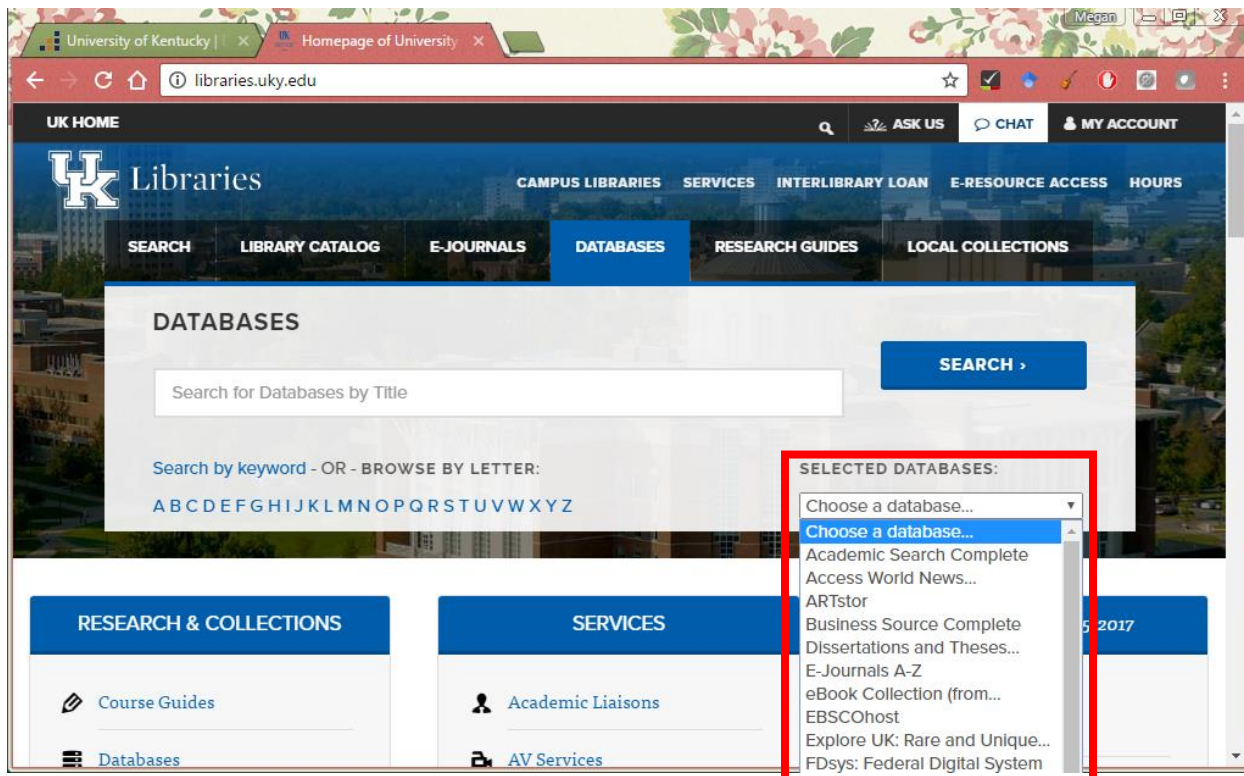 Megan
University of Kentucky |
Homepage of University
libraries.uky.edu
UK HOME
ASK US
CHAT
MY ACCOUNT
UK Libraries
CAMPUS LIBRARIES SERVICES INTERLIBRARY LOAN E-RESOURCE ACCESS HOURS
SEARCH LIBRARY CATALOG E-JOURNALS DATABASES RESEARCH GUIDES LOCAL COLLECTIONS
DATABASES
SEARCH ›
Search for Databases by Title
Search by keyword - OR - BROWSE BY LETTER:
A B C D E F G H I J K L M N O P Q R S T U V W X Y Z
SELECTED DATABASES:
Choose a database...
Choose a database...
Academic Search Complete
Access World News...
ARTstor
Business Source Complete
Dissertations and Theses...
E-Journals A-Z
eBook Collection (from...
EBSCOhost
Explore UK: Rare and Unique...
FDsys: Federal Digital System
RESEARCH & COLLECTIONS
Course Guides
Databases
SERVICES
Academic Liaisons
AV Services
2017